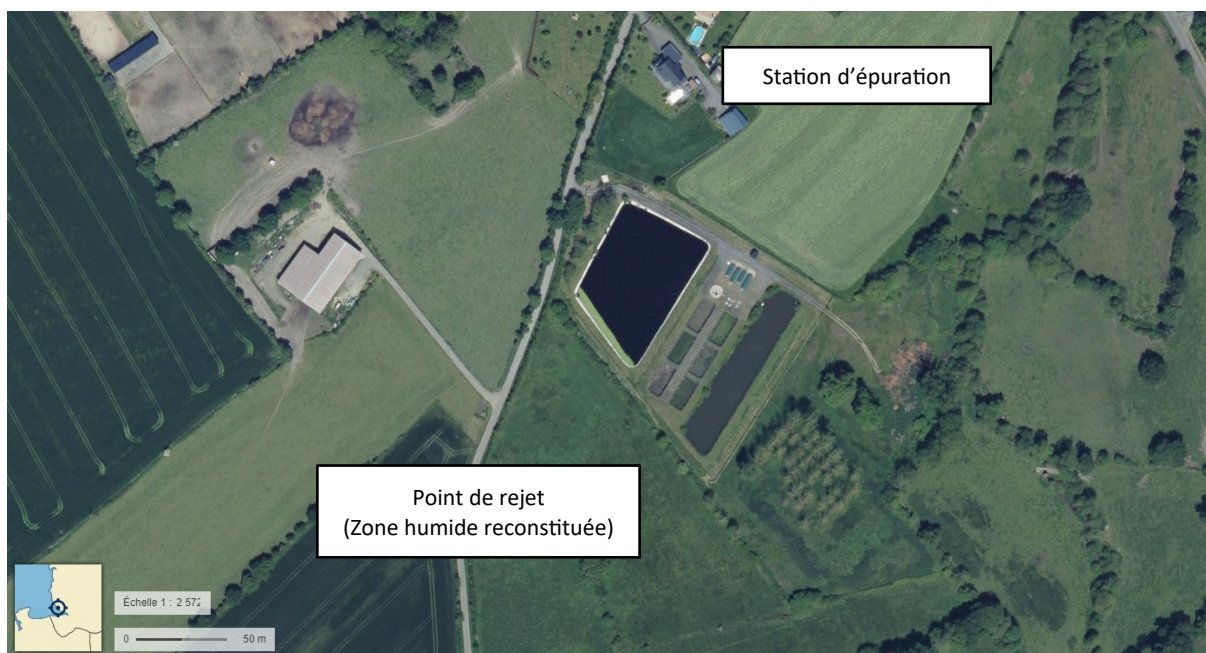 Station d'épuration
Point de rejet
(Zone humide reconstituée)
Échelle 1 : 2 572
0 50 m